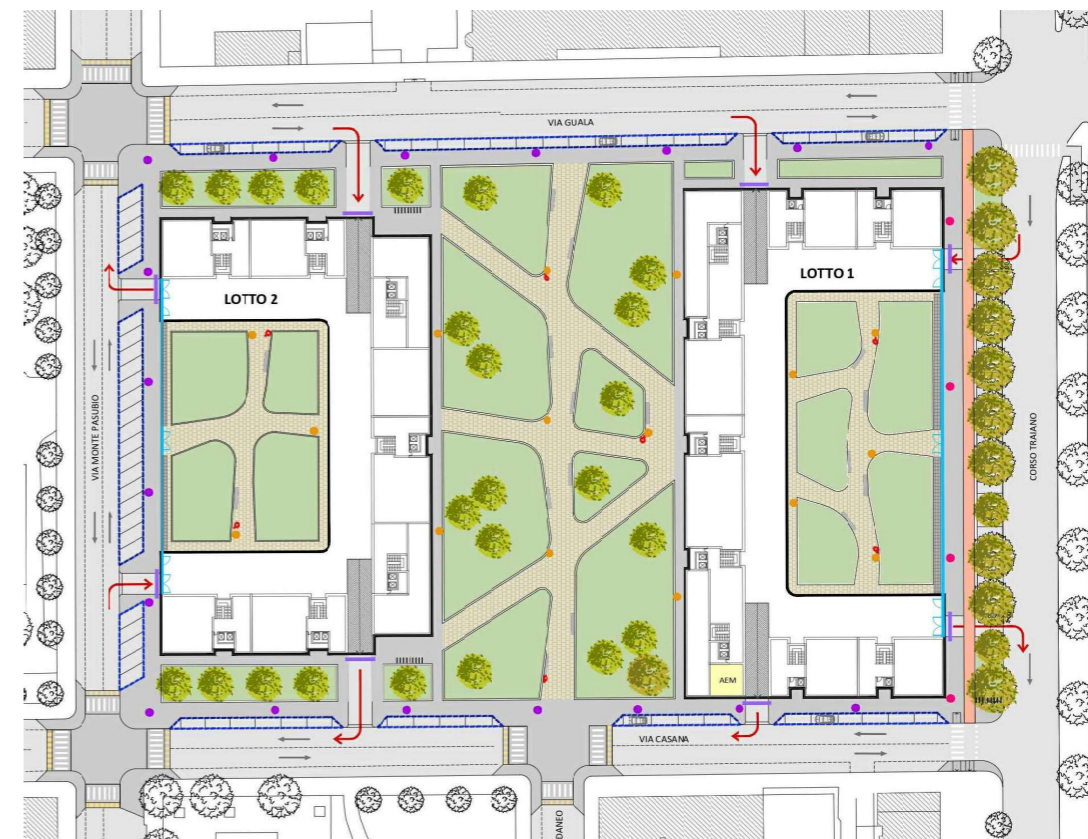 VIA GUALA
LOTTO 1
LOTTO 2
VIA MONTE PASUBIO
CORSO TRAIANO
AEM
VIA CASANA
DANEO